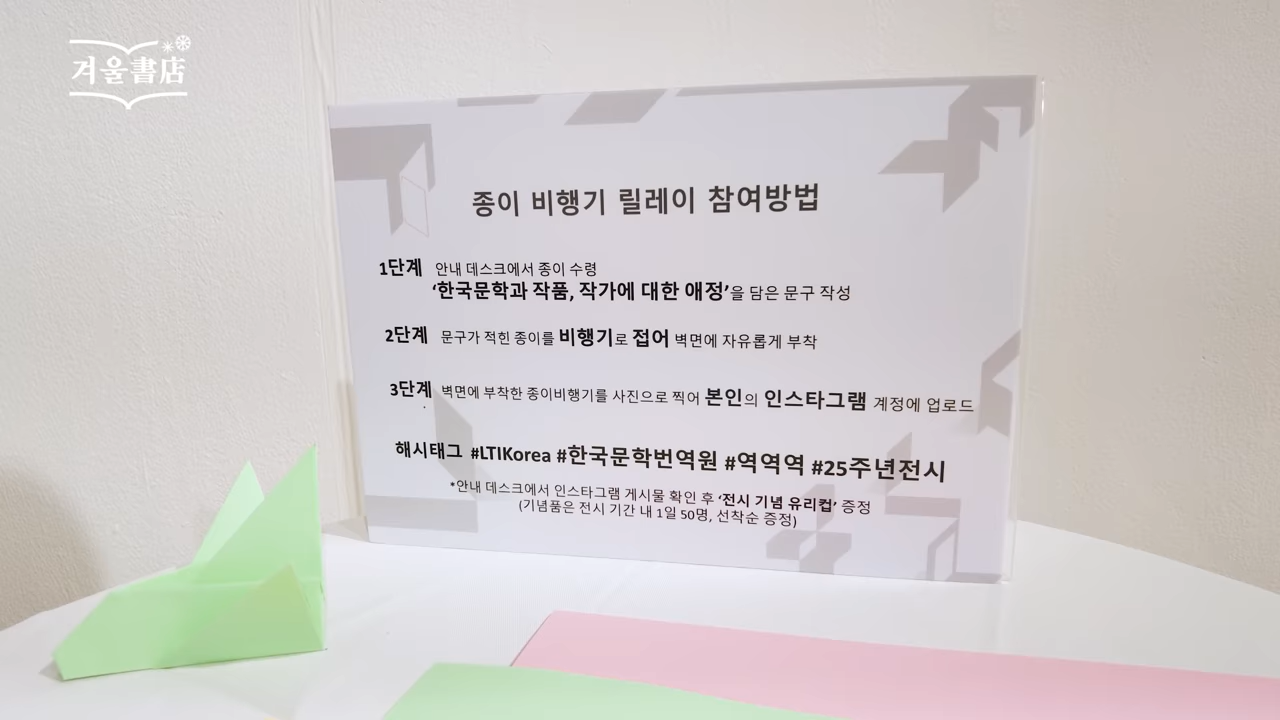 겨울書店
종이 비행기 릴레이 참여방법
1단계 안내 데스크에서 종이 수령
‘한국문학과 작품, 작가에 대한 애정’을 담은 문구 작성
2단계 문구가 적힌 종이를 비행기로 접어 벽면에 자유롭게 부착
3단계 벽면에 부착한 종이비행기를 사진으로 찍어 본인의 인스타그램 계정에 업로드
해시태그 #LTIKorea #한국문학번역원 #역역역 #25주년전시
*안내 데스크에서 인스타그램 게시물 확인 후 ‘전시 기념 유리컵’ 증정
(기념품은 전시 기간 내 1일 50명, 선착순 증정)